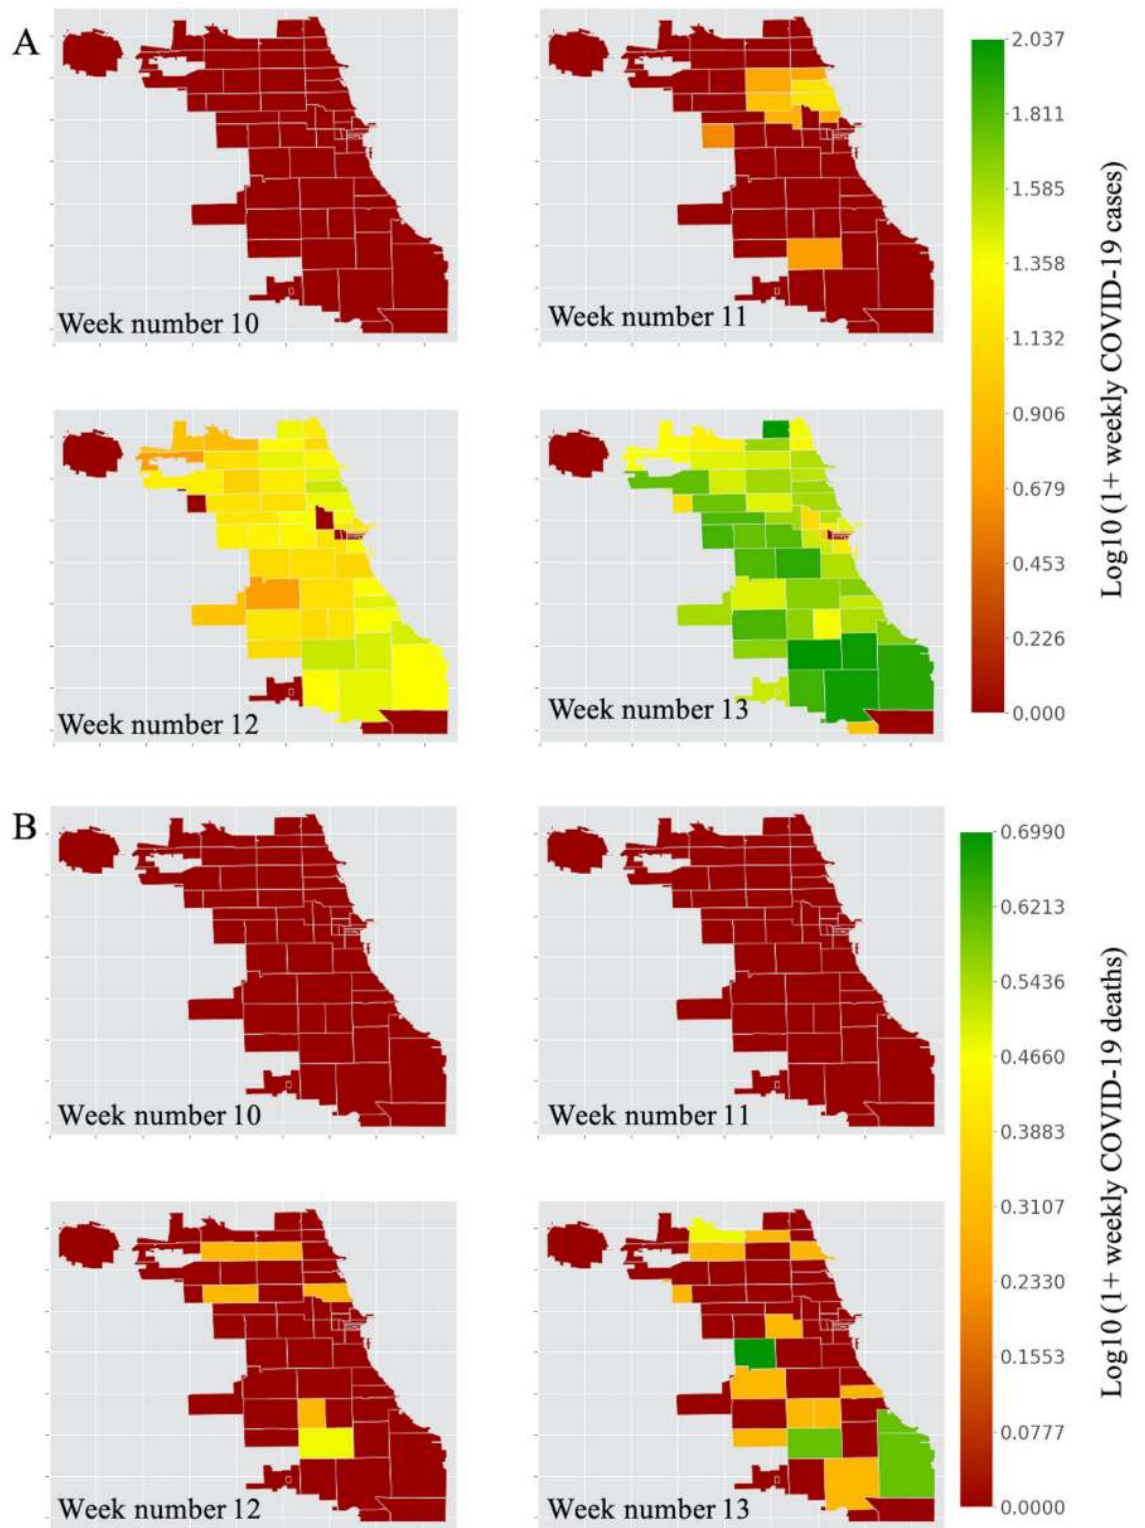 A
Week number 10
Week number 11
2.037
1.811
1.585
1.358
1.132
0.906
0.679
0.453
0.226
0.000
Log10 (1+ weekly COVID-19 cases)
Week number 12
Week number 13
B
Week number 10
Week number 11
0.6990
0.6213
0.5436
0.4660
0.3883
0.3107
0.2330
0.1553
0.0777
0.0000
Log10 (1+ weekly COVID-19 deaths)
Week number 12
Week number 13